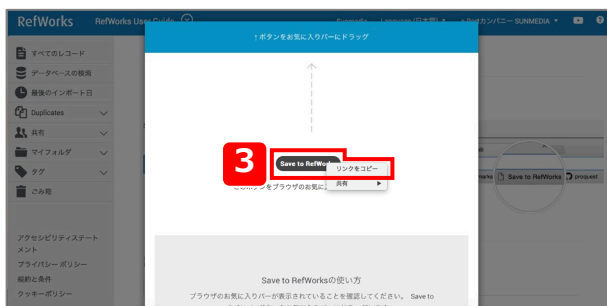 RefWorks
RefWorks User Guide
Sunmedia
Language (日本語)
カンパニー SUNMEDIA
↑ボタンをお気に入りバーにドラッグ
すべてのレコード
データベースの検索
最後のインポート日
Duplicates
共有
マイフォルダ
タグ
ごみ箱
3
Save to RefWorks
リンクをコピー
共有
このボタンをブラウザのお気に入
Save to RefWorks
proquest
アクセシビリティステート
メント
プライバシー ポリシー
規約と条件
クッキーポリシー
Save to RefWorksの使い方
ブラウザのお気に入りバーが表示されていることを確認してください。 Save to